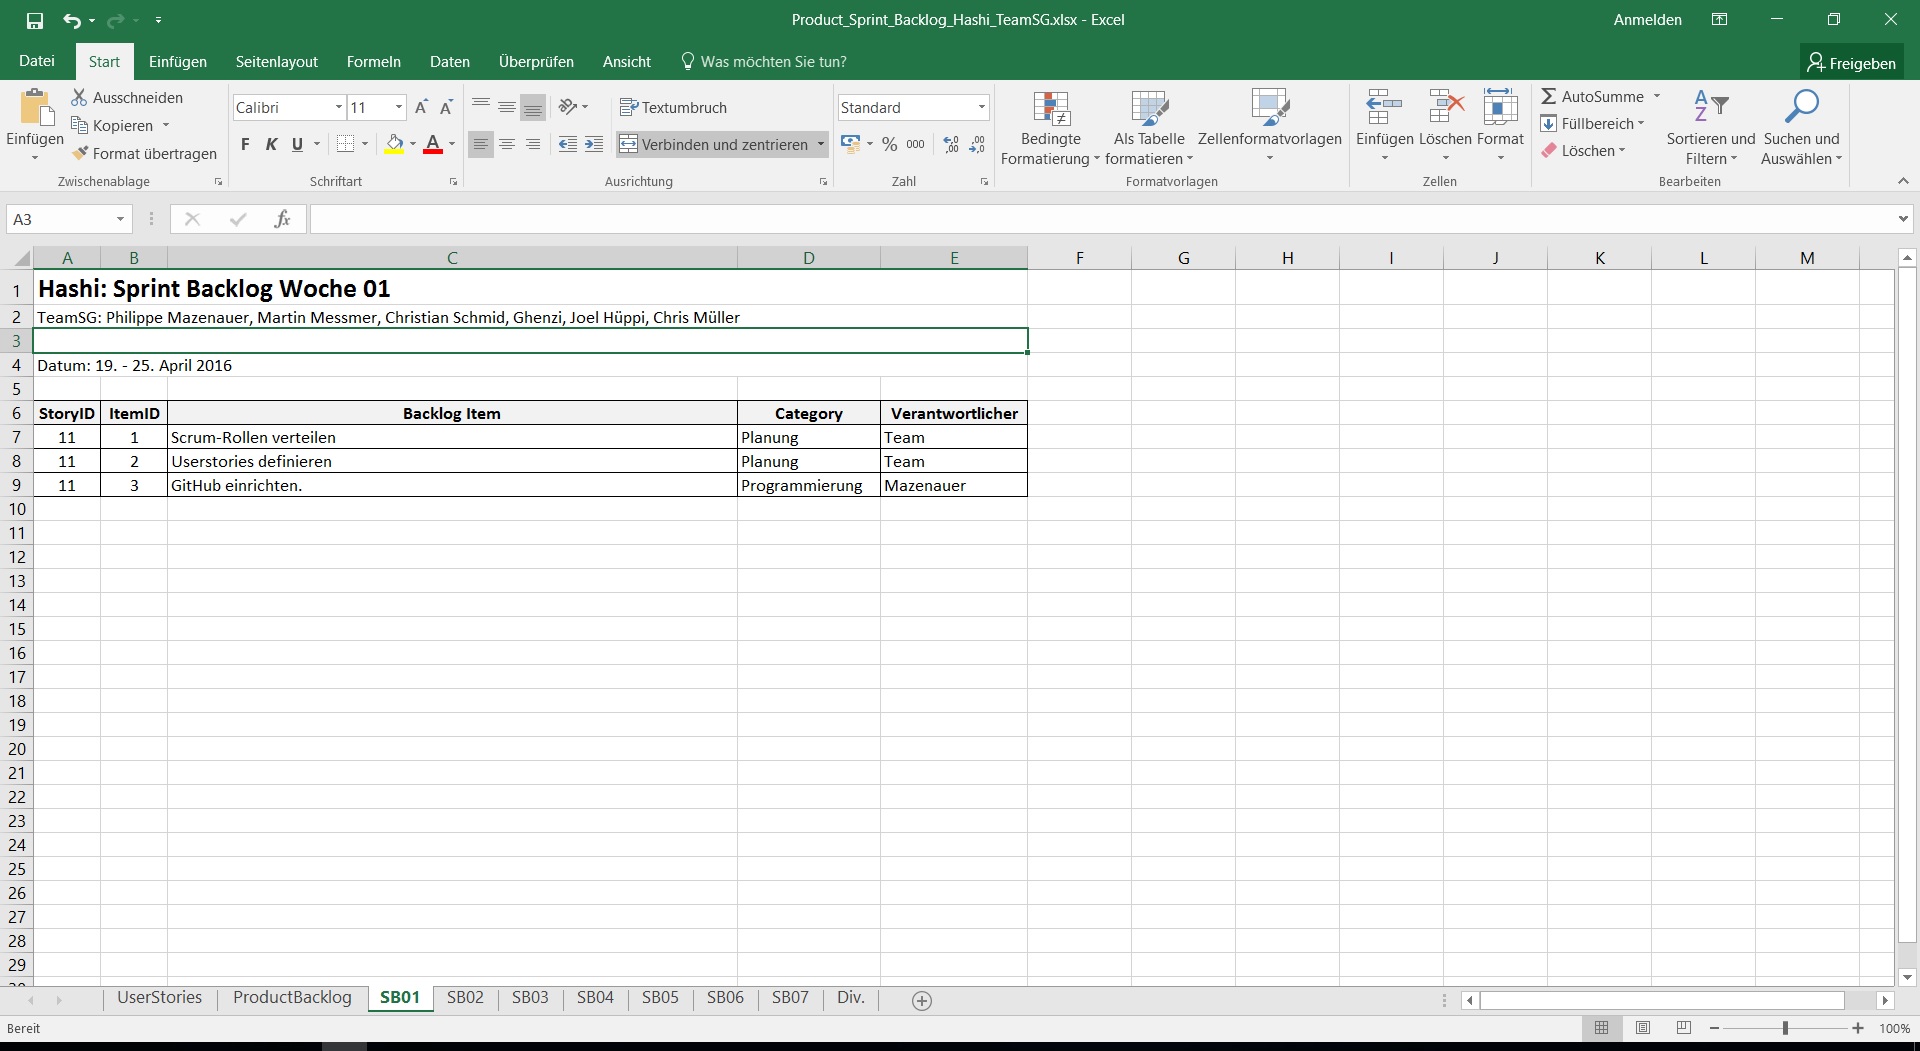 Product_Sprint_Backlog_Hashi_TeamSG.xlsx - Excel
Anmelden
Datei Start Einfügen Seitenlayout Formeln Daten Überprüfen Ansicht Was möchten Sie tun? Freigeben
Einfügen
Ausschneiden
Kopieren
Format übertragen
Zwischenablage
Calibri 11
F K U A
Schriftart
Textumbruch
Verbinden und zentrieren
Ausrichtung
Standard
% 000
Zahl
Bedingte Formatierung
Als Tabelle formatieren
Zellenformatvorlagen
Formatvorlagen
Einfügen Löschen Format
Zellen
AutoSumme
Füllbereich
Löschen
Sortieren und Filtern
Suchen und Auswählen
Bearbeiten
A3 fx
A B C D E F G H I J K L M
1 Hashi: Sprint Backlog Woche 01
2 TeamSG: Philippe Mazenauer, Martin Messmer, Christian Schmid, Ghenzi, Joel Hüppi, Chris Müller
3
4 Datum: 19. - 25. April 2016
5
6 StoryID ItemID Backlog Item Category Verantwortlicher
7 11 1 Scrum-Rollen verteilen Planung Team
8 11 2 Userstories definieren Planung Team
9 11 3 GitHub einrichten. Programmierung Mazenauer
10
11
12
13
14
15
16
17
18
19
20
21
22
23
24
25
26
27
28
29
UserStories ProductBacklog SB01 SB02 SB03 SB04 SB05 SB06 SB07 Div.
Bereit 100%